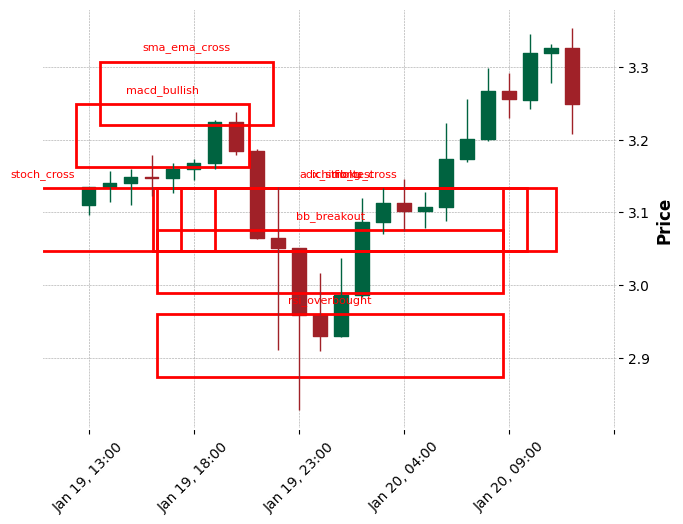 sma_ema_cross
macd_bullish
stoch_cross
bb_breakout
3.3
3.2
3.1
3.0
2.9
Price
Jan 19, 13:00
Jan 19, 18:00
Jan 19, 23:00
Jan 20, 04:00
Jan 20, 09:00